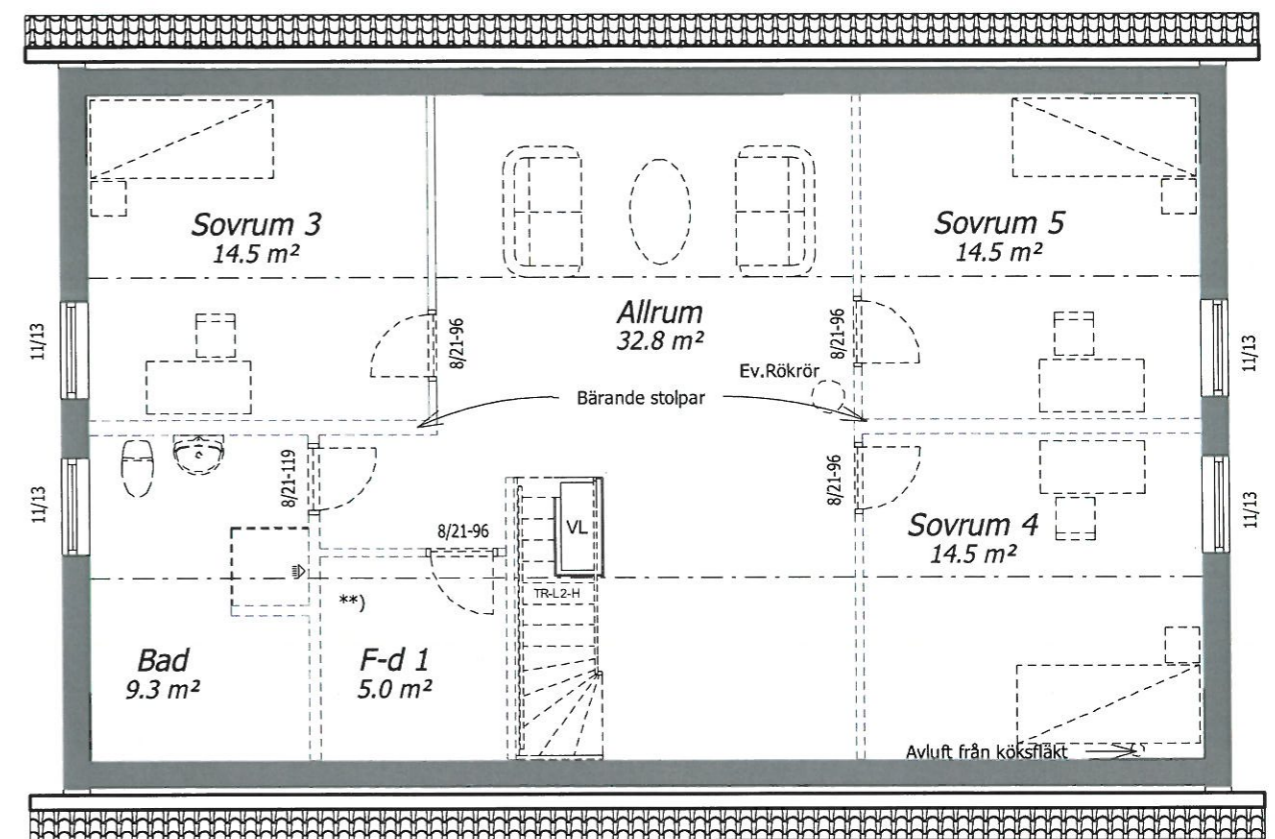 Sovrum 3
14.5 m²
Sovrum 5
14.5 m²
Allrum
32.8 m²
11/13
8/21-96
8/21-96
11/13
Ev.Rökrör
Bärande stolpar
11/13
8/21-119
8/21-96
8/21-96
11/13
VL
Sovrum 4
14.5 m²
TR-L2-H
**)
Bad
9.3 m²
F-d 1
5.0 m²
Avluft från köksfläkt